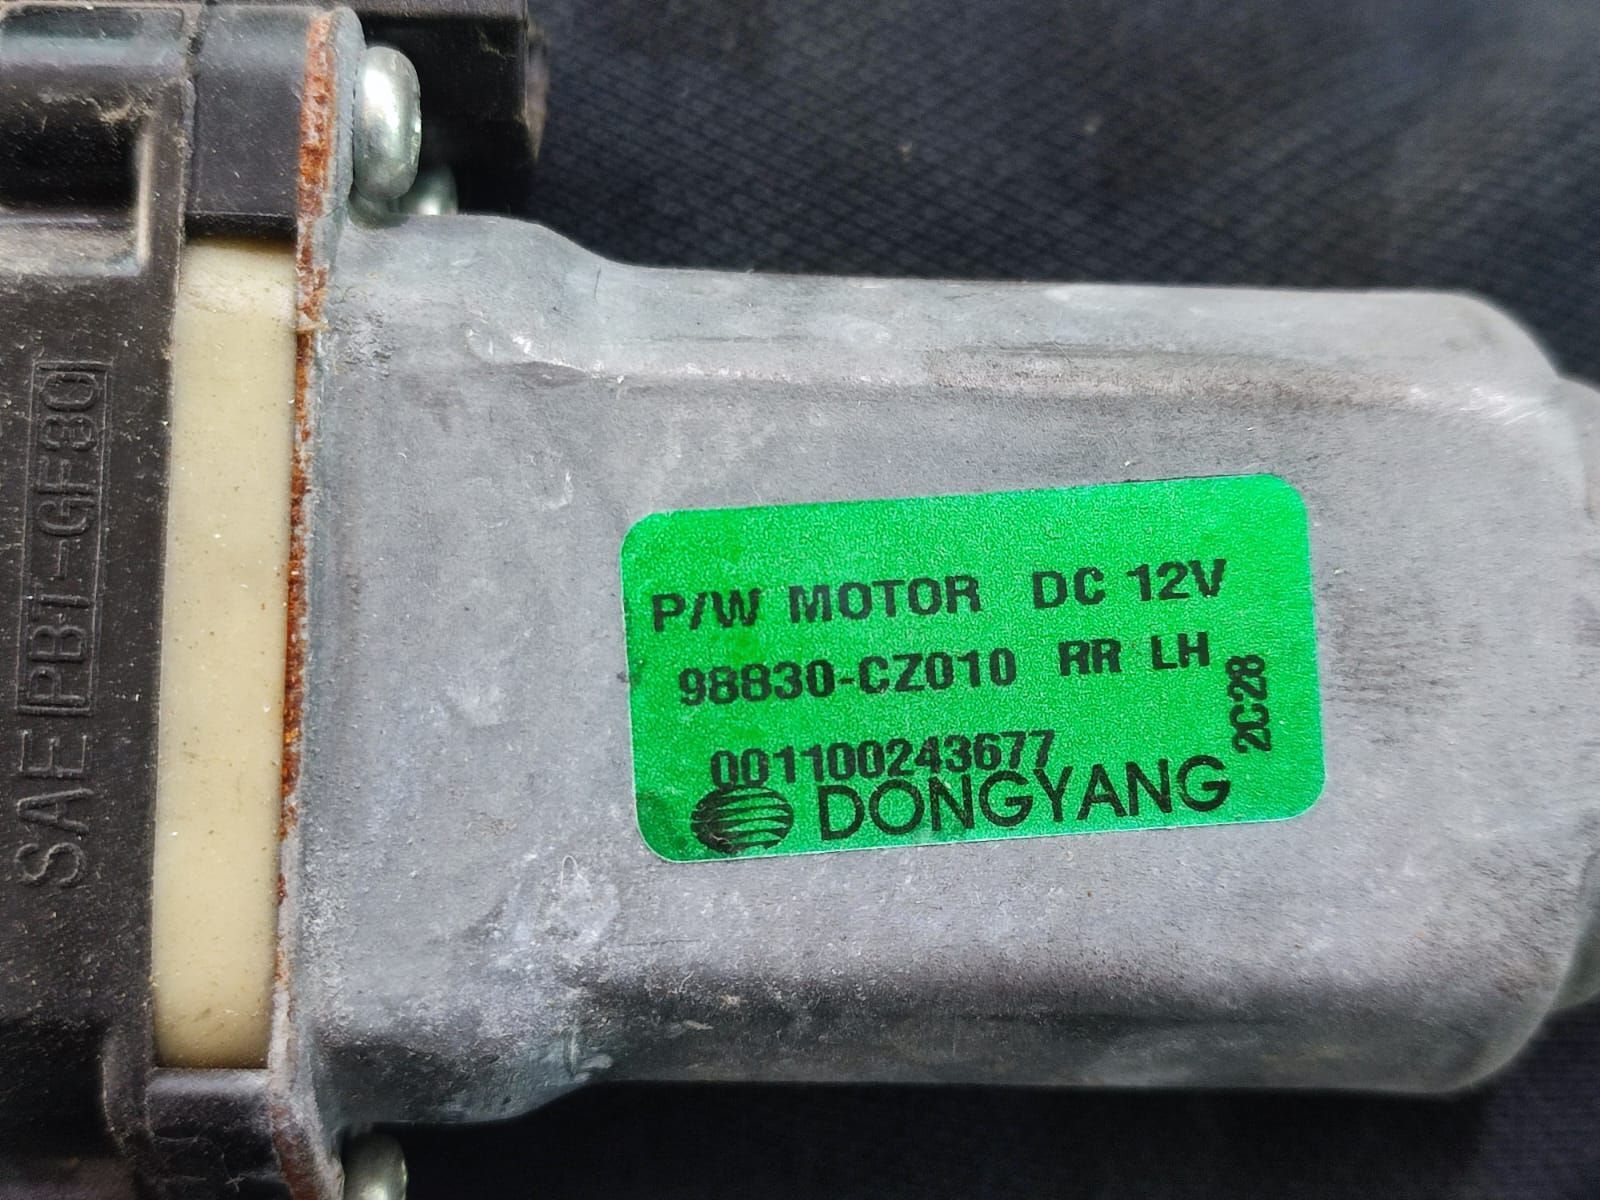 SAE PBT-GF30
P/W MOTOR DC 12V
98830-CZ010 RR LH
2C28
001100243677
DONGYANG